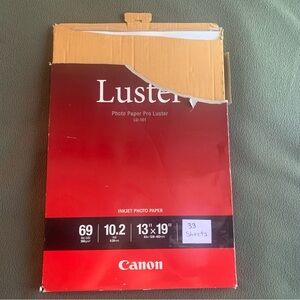 Luster
Photo Paper Pro Luster
LU-101
INKJET PHOTO PAPER
69 10.2 13"x19"
33
Sheets
Canon